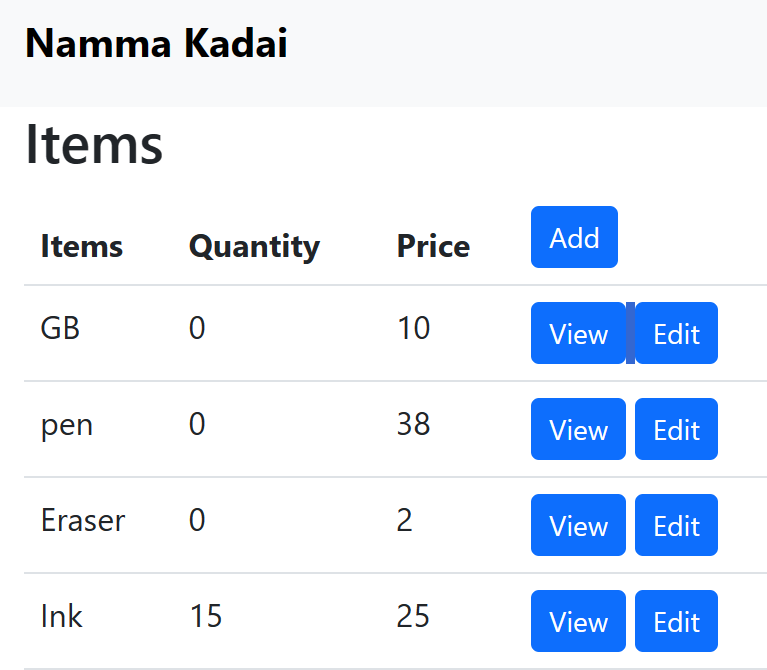 Namma Kadai
Items
Items Quantity Price Add
GB 0 10 View Edit
pen 0 38 View Edit
Eraser 0 2 View Edit
Ink 15 25 View Edit